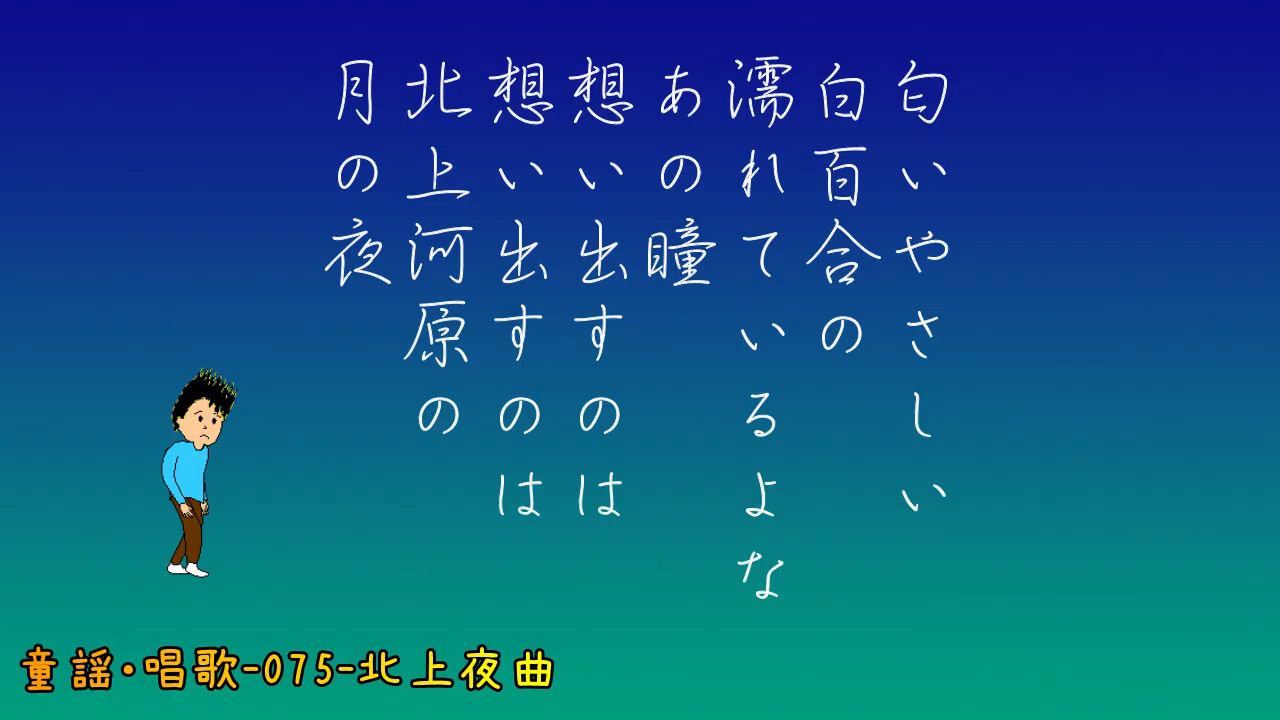 匂いやさしい
白百合の
濡れているよな
あの瞳
想い出すのは
想い出すのは
北上河原の
月の夜
童謡・唱歌-075-北上夜曲